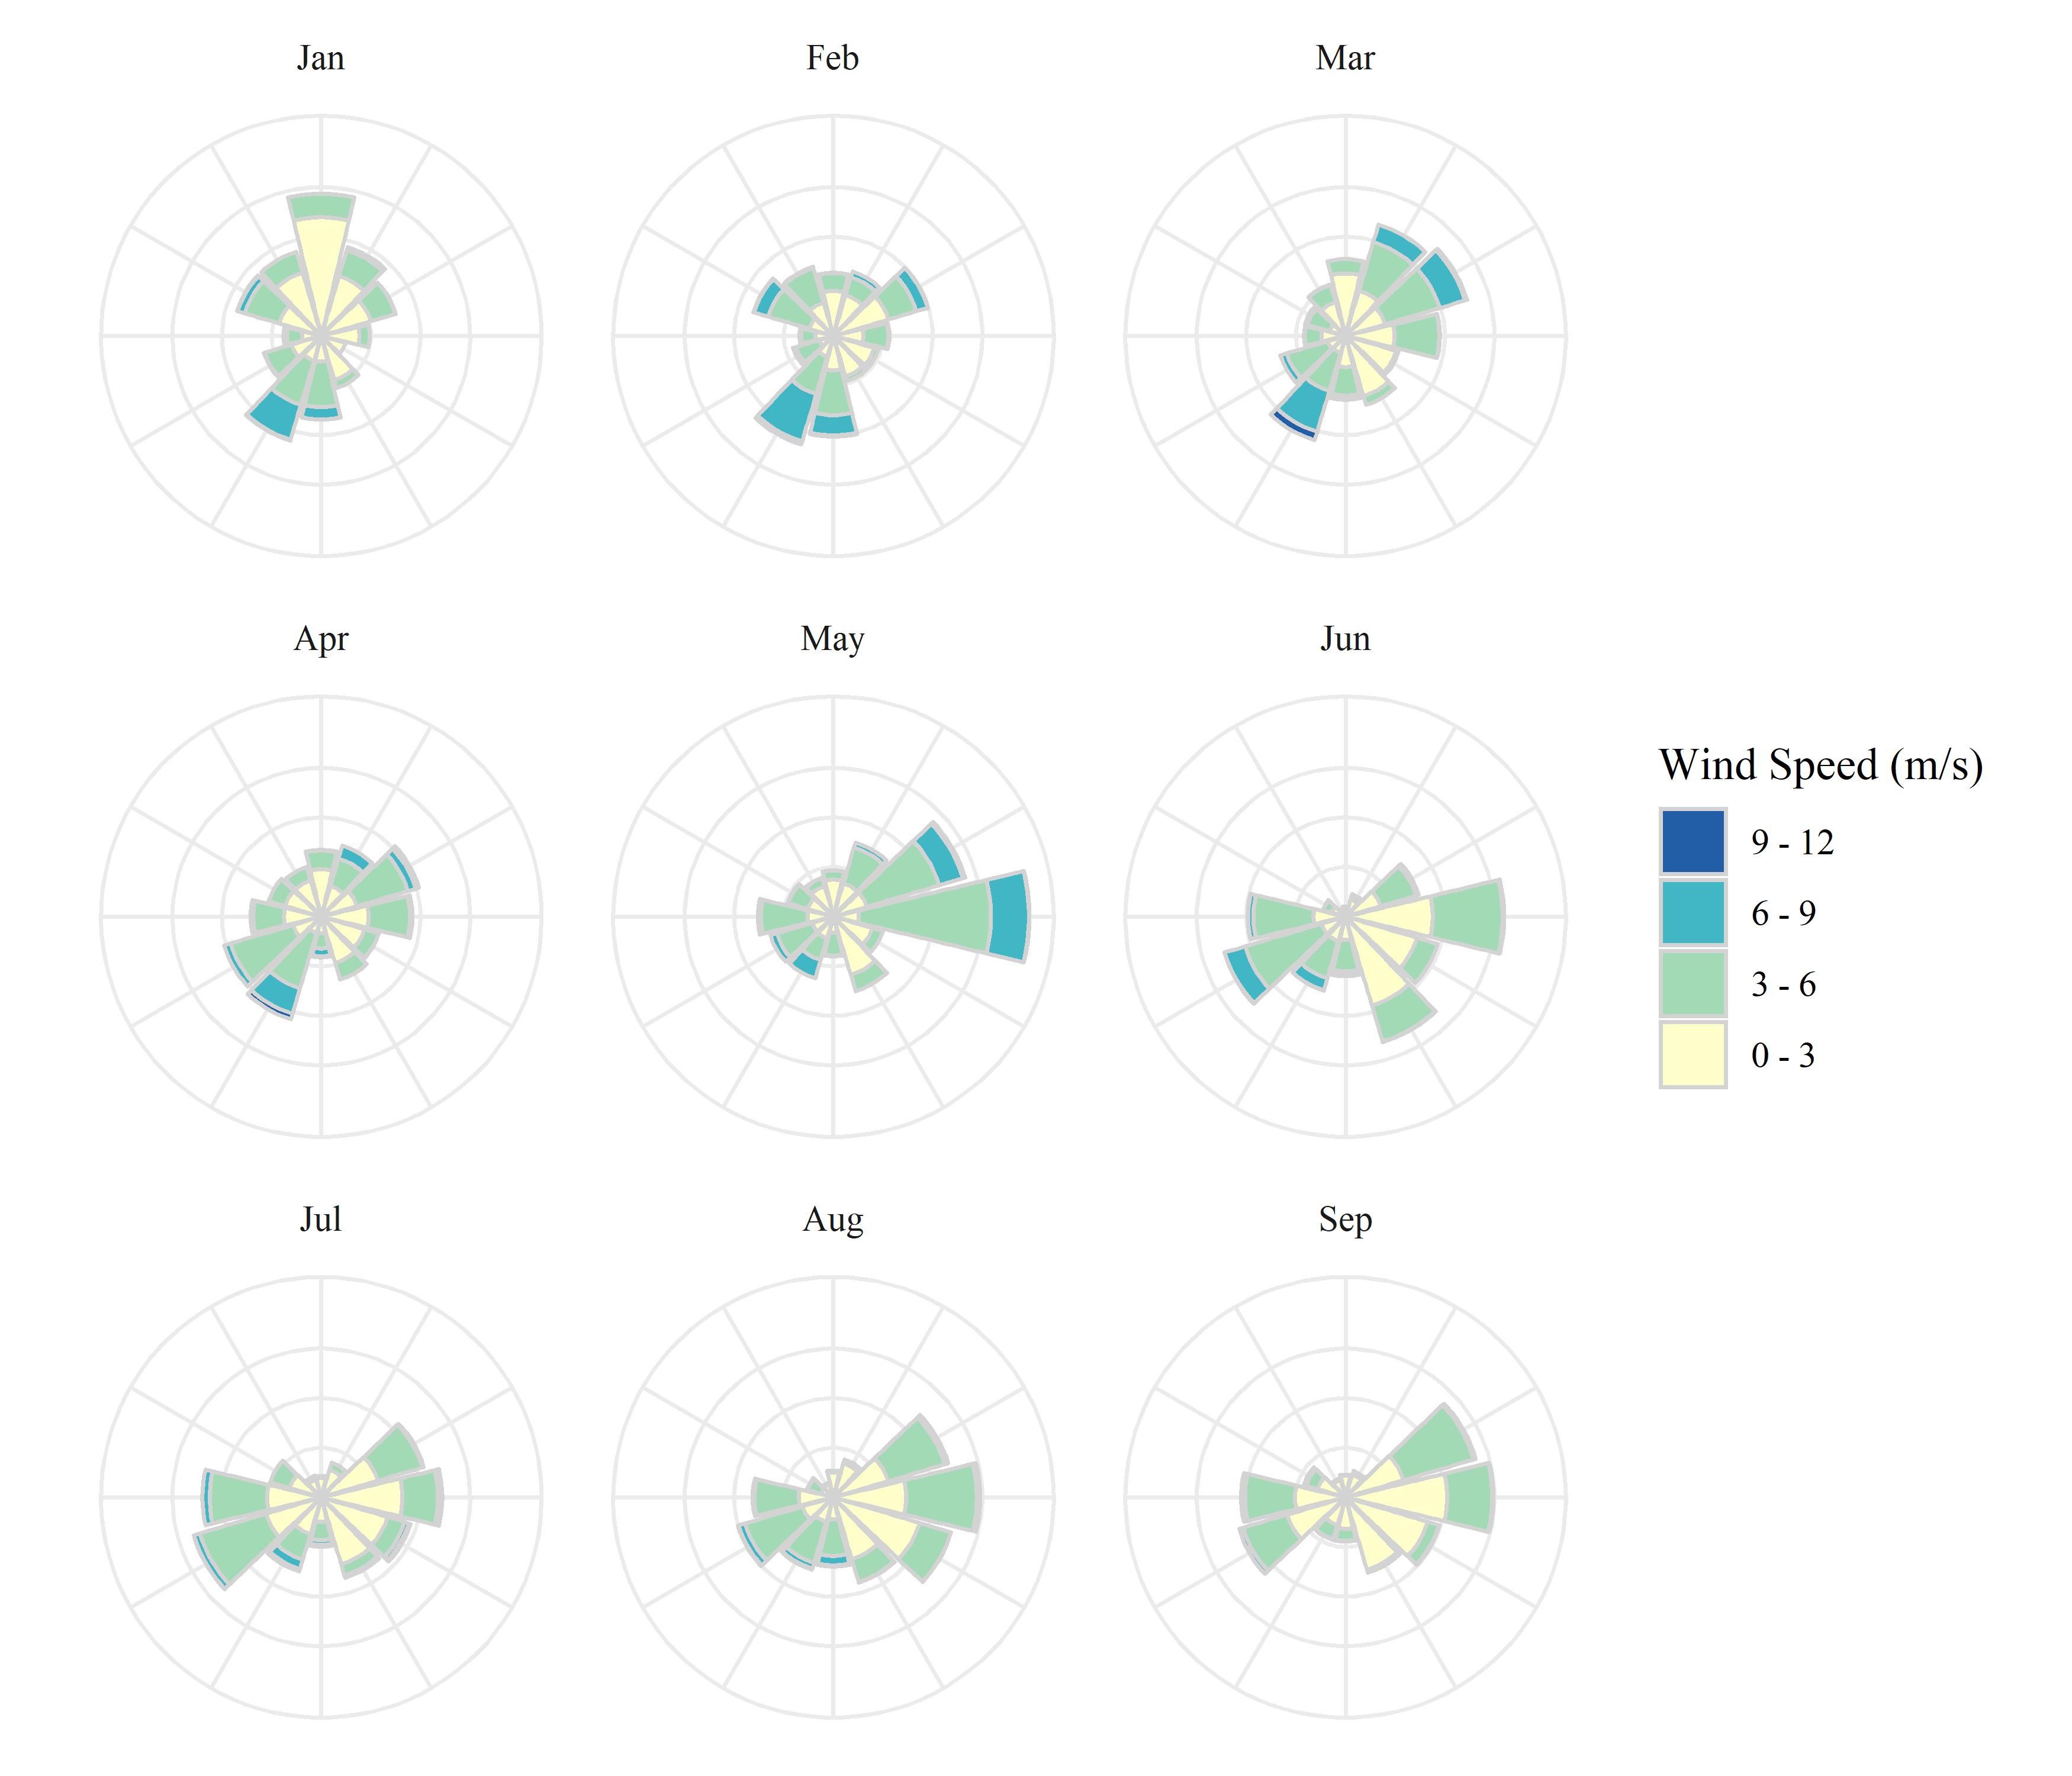 Jan
Feb
Mar
Apr
May
Jun
Wind Speed (m/s)
9 - 12
6 - 9
3 - 6
0 - 3
Jul
Aug
Sep